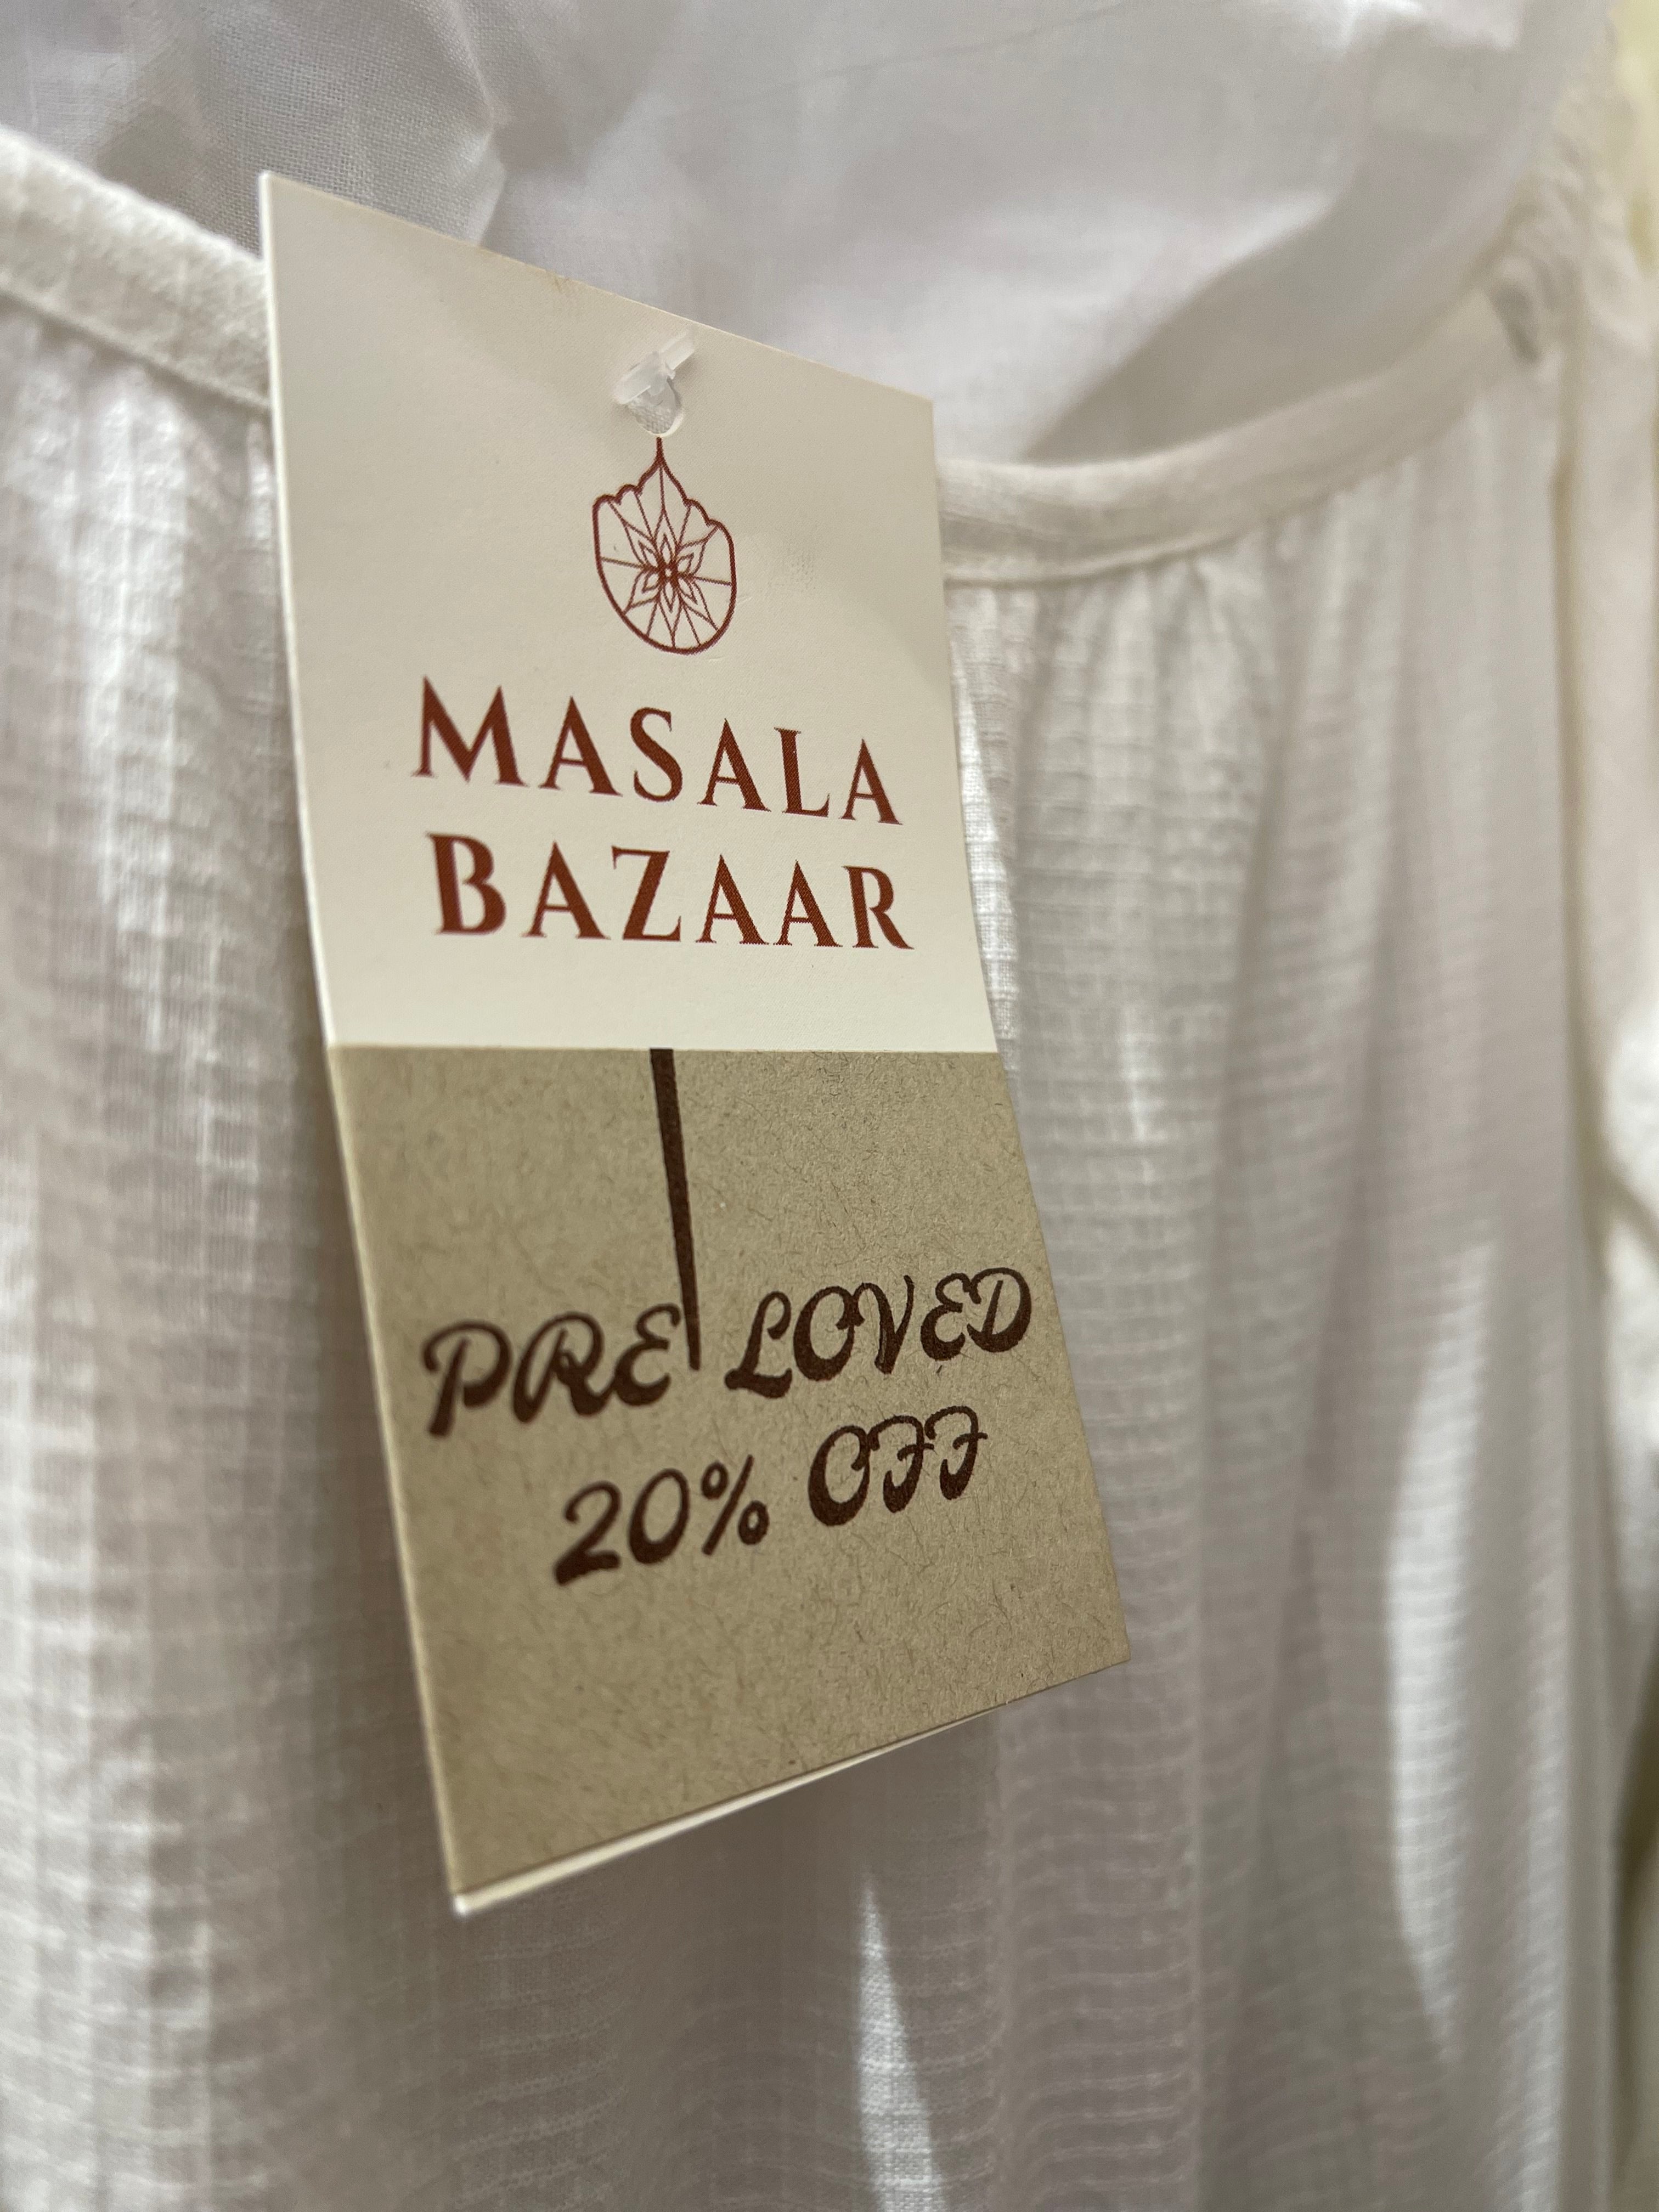 MASALA
BAZAAR
PRE LOVED
20% OFF